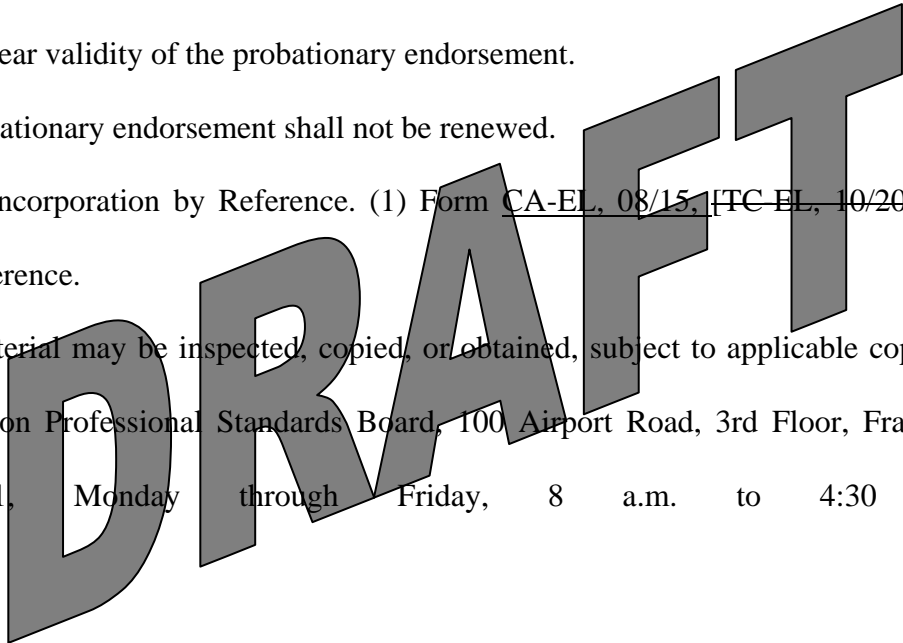 ear validity of the probationary endorsement.
ationary endorsement shall not be renewed.
ncorporation by Reference. (1) Form CA-EL, 08/15, [TC-EL, 10/20
erence.
terial may be inspected, copied, or obtained, subject to applicable cop
on Professional Standards Board, 100 Airport Road, 3rd Floor, Fra
, Monday through Friday, 8 a.m. to 4:30
DRAFT